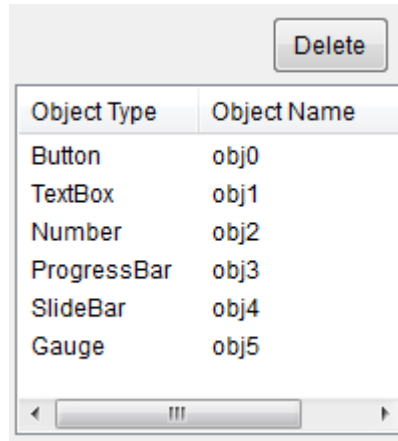 Delete
Object Type Object Name
Button obj0
TextBox obj1
Number obj2
ProgressBar obj3
SlideBar obj4
Gauge obj5